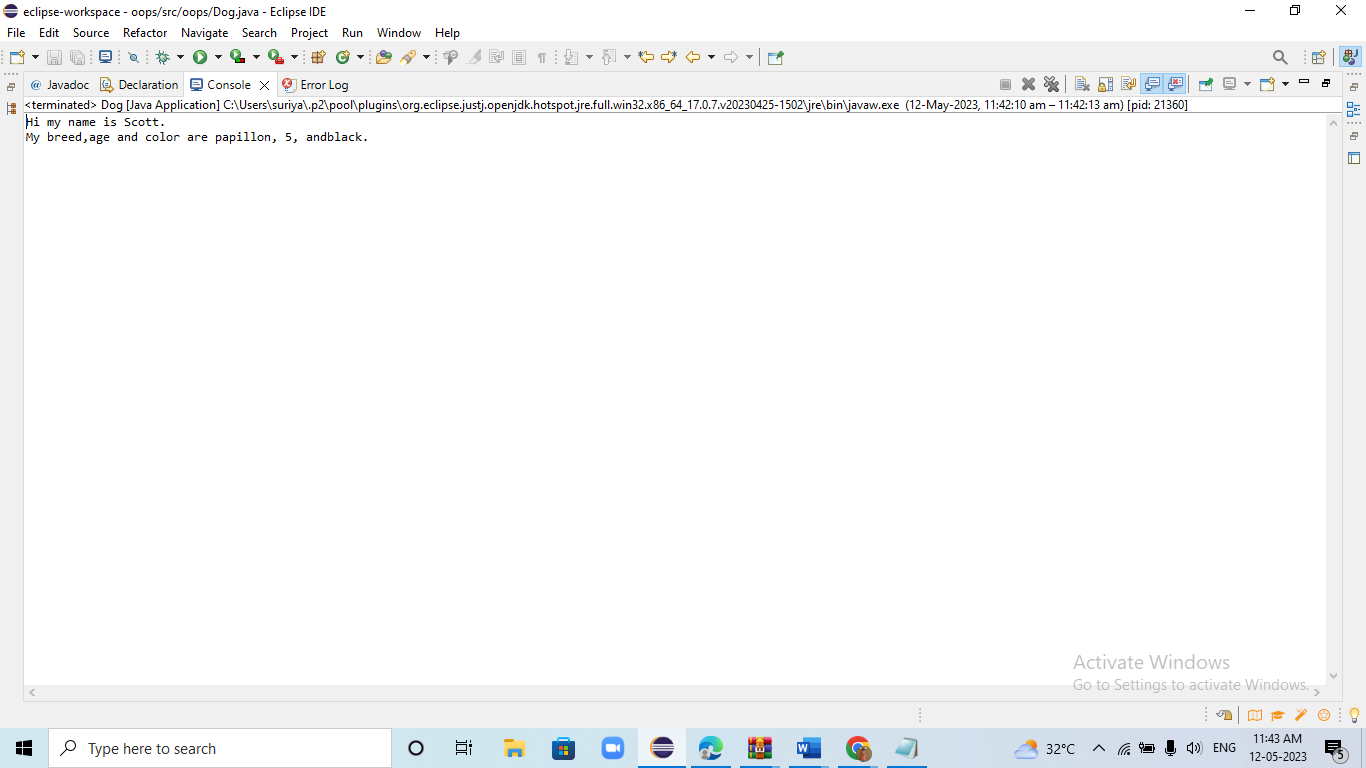 eclipse-workspace - oops/src/oops/Dog.java - Eclipse IDE
File Edit Source Refactor Navigate Search Project Run Window Help
@ Javadoc Declaration Console Error Log
<terminated> Dog [Java Application] C:\Users\suriya\.p2\pool\plugins\org.eclipse.justj.openjdk.hotspot.jre.full.win32.x86_64_17.0.7.v20230425-1502\jre\bin\javaw.exe (12-May-2023, 11:42:10 am – 11:42:13 am) [pid: 21360]
Hi my name is Scott.
My breed,age and color are papillon, 5, andblack.
Activate Windows
Go to Settings to activate Windows.
Type here to search
32°C
ENG
11:43 AM
12-05-2023
5